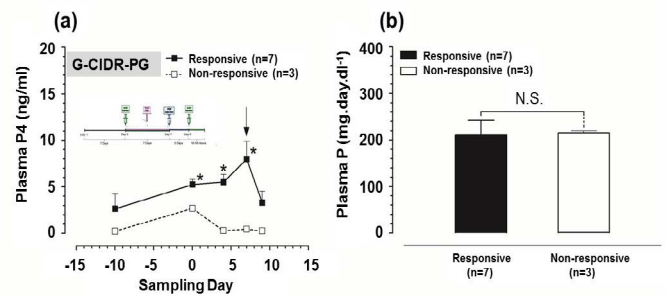 (a)
20
15
10
5
0
Plasma P4 (ng/ml)
G-CIDR-PG
Responsive (n=7)
Non-responsive (n=3)
*
*
*
-15 -10 -5 0 5 10 15
Sampling Day
(b)
400
300
200
100
0
Plasma P (mg.day.dl⁻¹)
Responsive (n=7)
Non-responsive (n=3)
N.S.
Responsive Non-responsive
(n=7) (n=3)